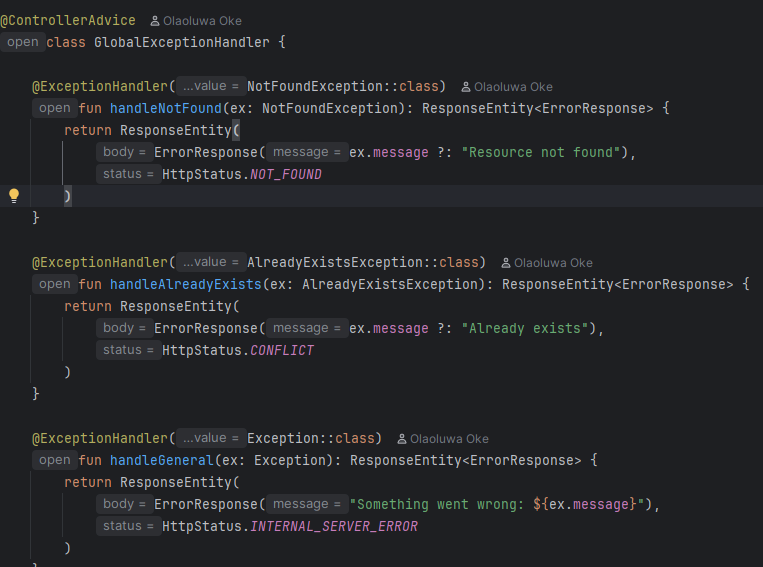 @ControllerAdvice Olaoluwa Oke
open class GlobalExceptionHandler {
@ExceptionHandler( ...value = NotFoundException::class) Olaoluwa Oke
open fun handleNotFound(ex: NotFoundException): ResponseEntity<ErrorResponse> {
return ResponseEntity(
body = ErrorResponse( message = ex.message ?: "Resource not found"),
status = HttpStatus.NOT_FOUND
)
}
@ExceptionHandler( ...value = AlreadyExistsException::class) Olaoluwa Oke
open fun handleAlreadyExists(ex: AlreadyExistsException): ResponseEntity<ErrorResponse> {
return ResponseEntity(
body = ErrorResponse( message = ex.message ?: "Already exists"),
status = HttpStatus.CONFLICT
)
}
@ExceptionHandler( ...value = Exception::class) Olaoluwa Oke
open fun handleGeneral(ex: Exception): ResponseEntity<ErrorResponse> {
return ResponseEntity(
body = ErrorResponse( message = "Something went wrong: ${ex.message}"),
status = HttpStatus.INTERNAL_SERVER_ERROR
)
}